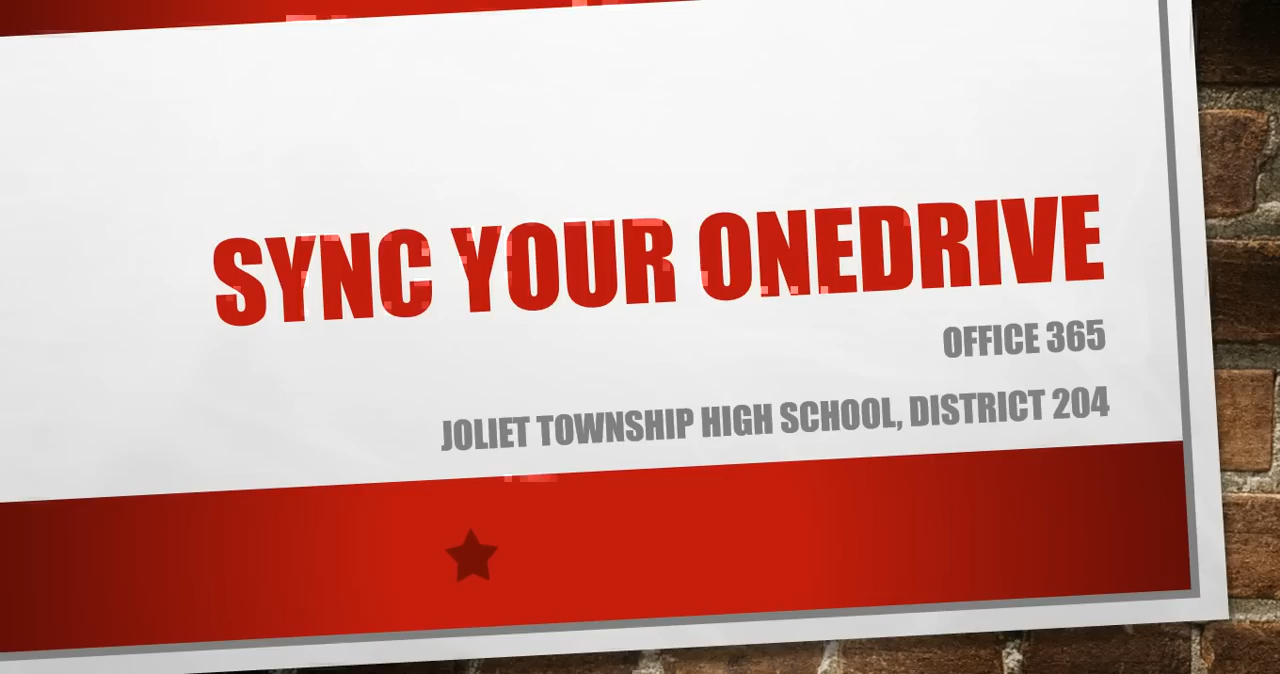 SYNC YOUR ONEDRIVE
OFFICE 365
JOLIET TOWNSHIP HIGH SCHOOL, DISTRICT 204